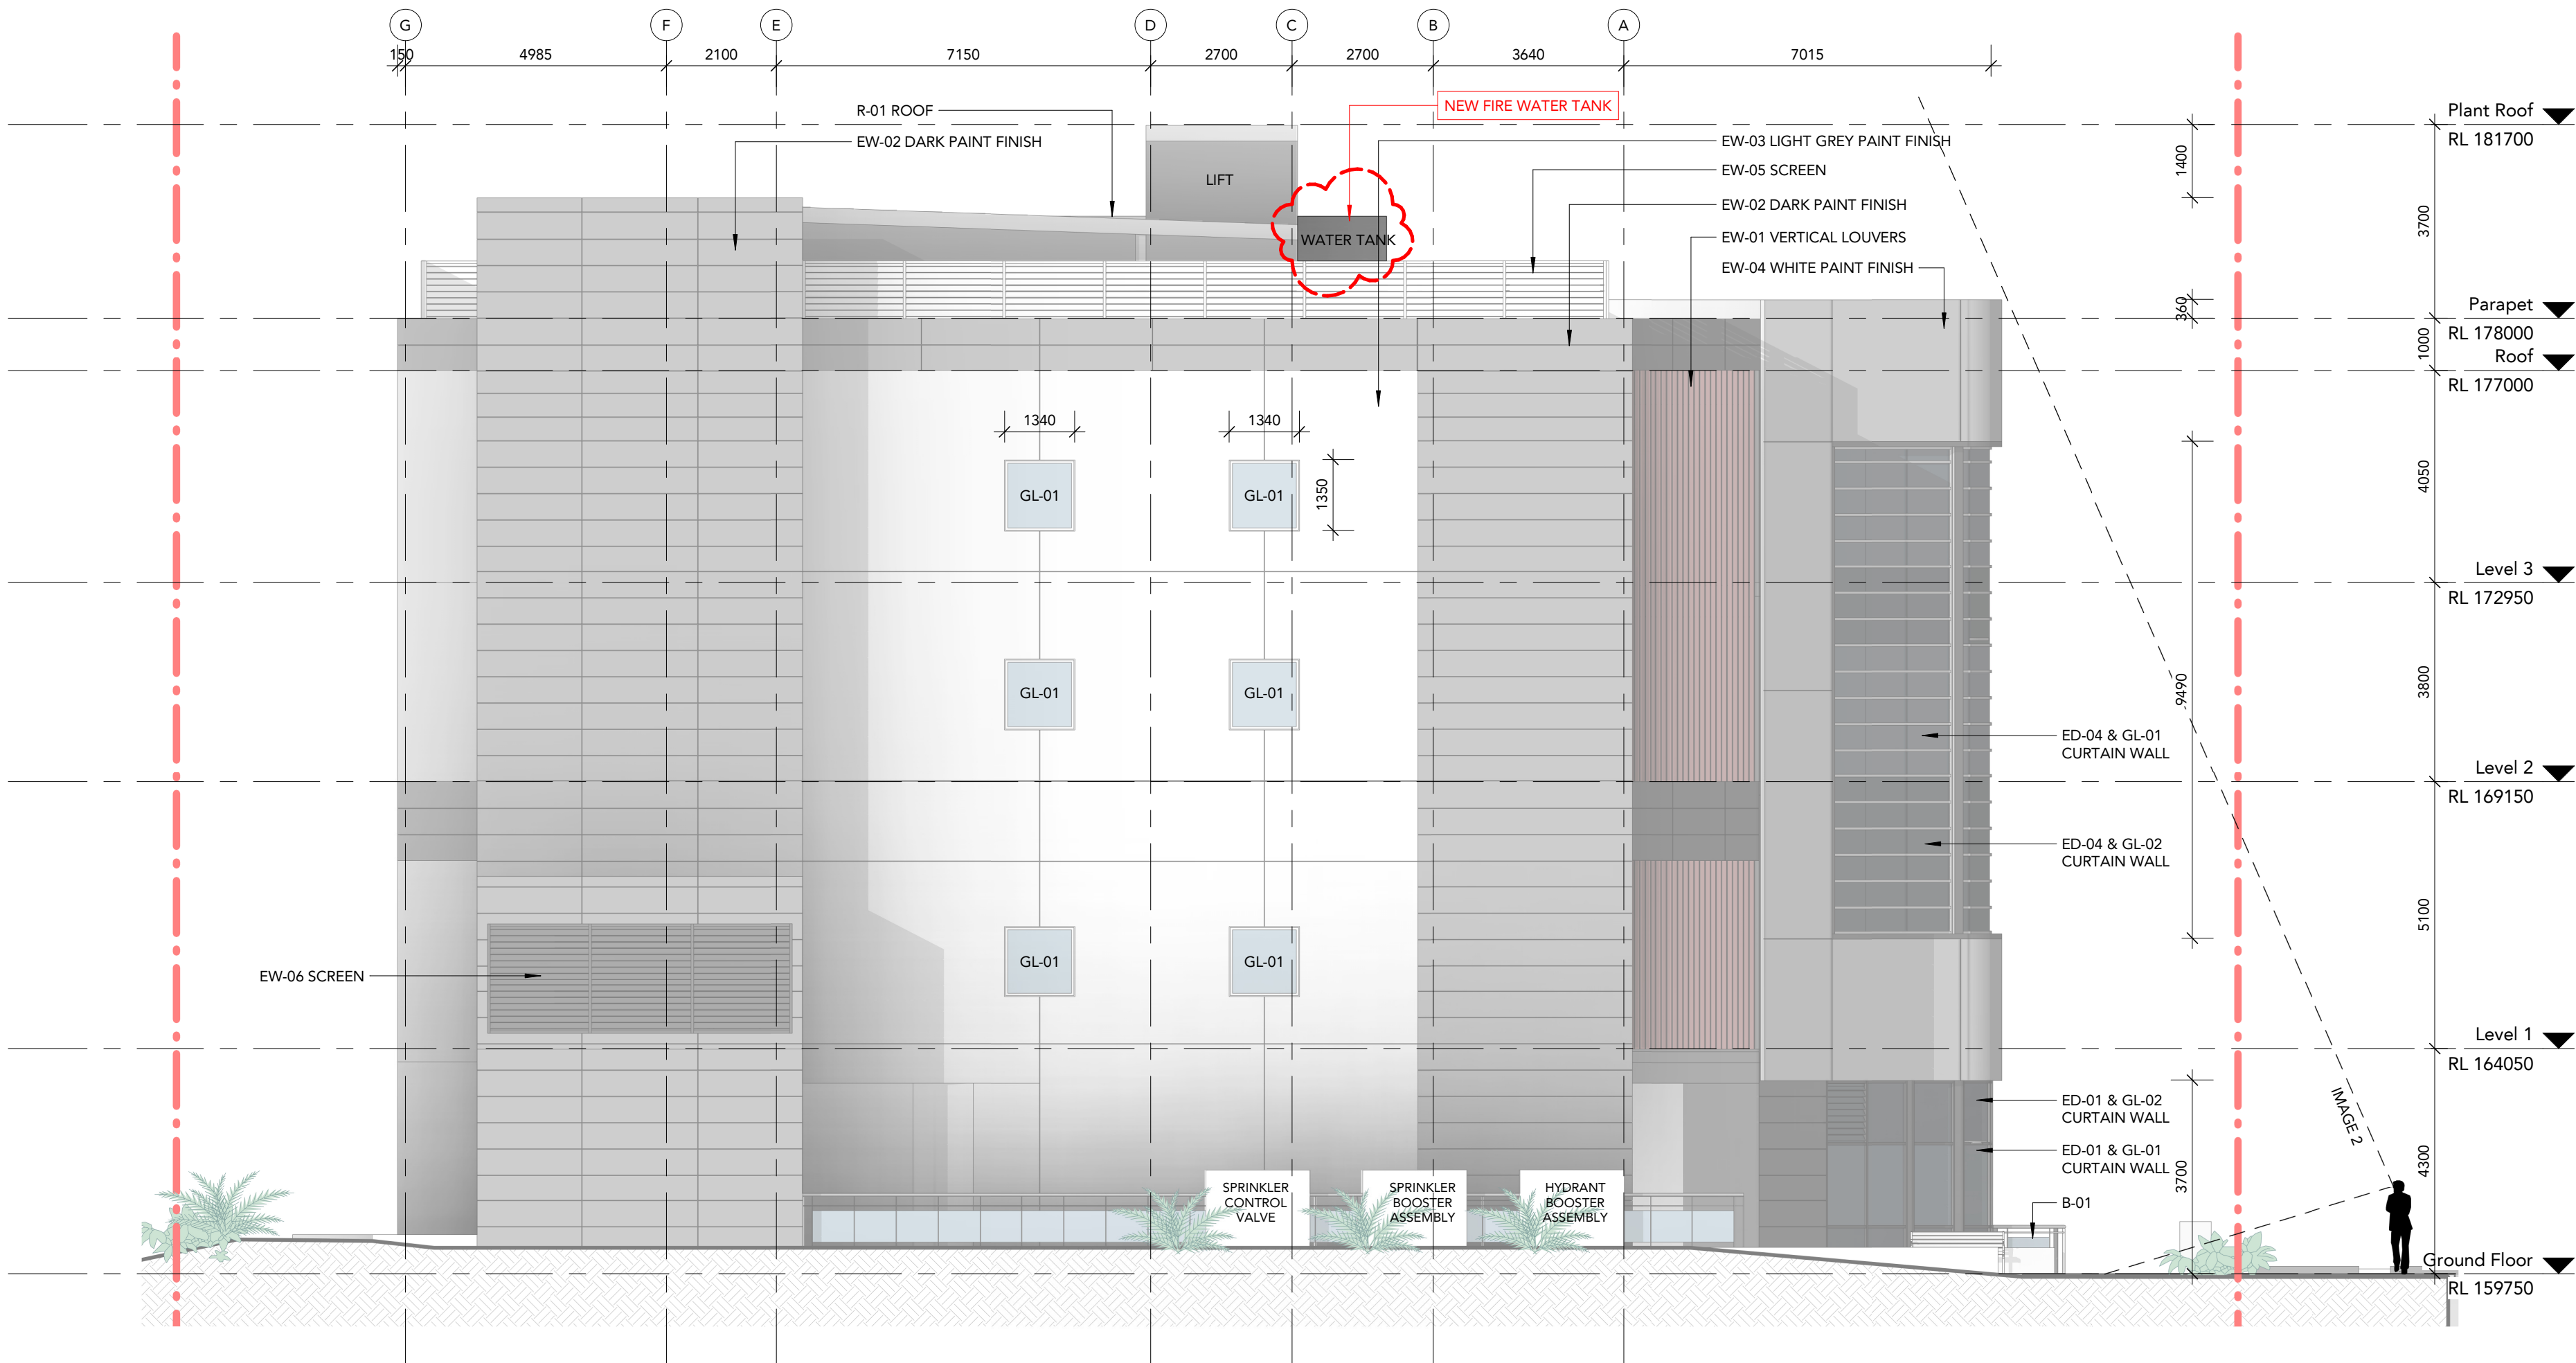 G F E D C B A
150 4985 2100 7150 2700 2700 3640 7015
R-01 ROOF
NEW FIRE WATER TANK
Plant Roof
RL 181700
EW-02 DARK PAINT FINISH
EW-03 LIGHT GREY PAINT FINISH
1400
LIFT
EW-05 SCREEN
EW-02 DARK PAINT FINISH
3700
WATER TANK
EW-01 VERTICAL LOUVERS
EW-04 WHITE PAINT FINISH
360
Parapet
RL 178000
1000
Roof
RL 177000
1340 1340
4050
GL-01 GL-01
1350
Level 3
RL 172950
GL-01 GL-01
9490
3800
ED-04 & GL-01
CURTAIN WALL
Level 2
RL 169150
ED-04 & GL-02
CURTAIN WALL
5100
GL-01 GL-01
EW-06 SCREEN
Level 1
RL 164050
ED-01 & GL-02
CURTAIN WALL
IMAGE 2
ED-01 & GL-01
CURTAIN WALL
3700
4300
SPRINKLER
CONTROL
VALVE
SPRINKLER
BOOSTER
ASSEMBLY
HYDRANT
BOOSTER
ASSEMBLY
B-01
Ground Floor
RL 159750